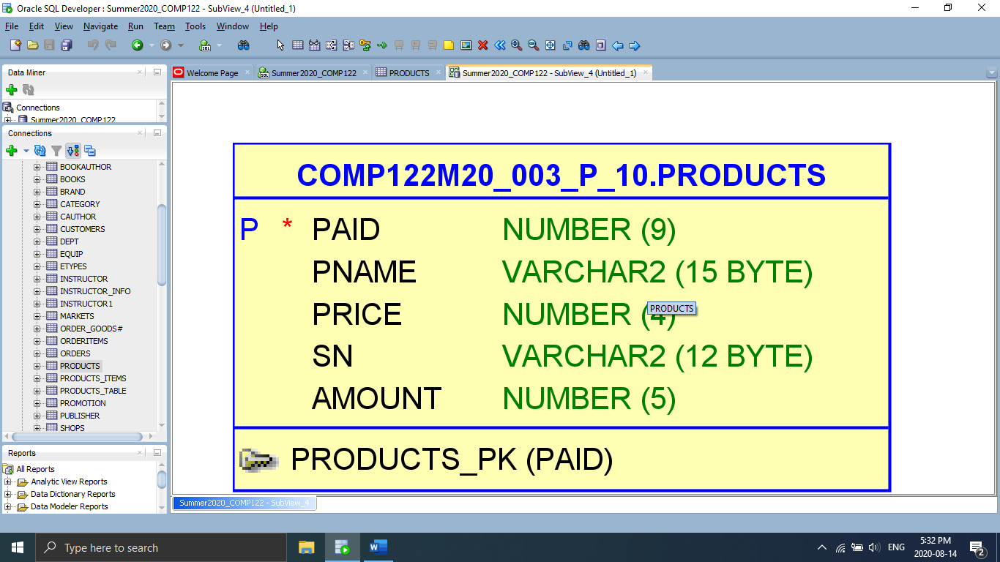 Oracle SQL Developer : Summer2020_COMP122 - SubView_4 (Untitled_1)
File Edit View Navigate Run Team Tools Window Help
Data Miner
Connections
Summer2020_COMP122
Connections
BOOKAUTHOR
BOOKS
BRAND
CATEGORY
CAUTHOR
CUSTOMERS
DEPT
EQUIP
ETYPES
INSTRUCTOR
INSTRUCTOR_INFO
INSTRUCTOR1
MARKETS
ORDER_GOODS#
ORDERITEMS
ORDERS
PRODUCTS
PRODUCTS_ITEMS
PRODUCTS_TABLE
PROMOTION
PUBLISHER
SHOPS
Reports
All Reports
Analytic View Reports
Data Dictionary Reports
Data Modeler Reports
Welcome Page Summer2020_COMP122 PRODUCTS Summer2020_COMP122 - SubView_4 (Untitled_1)
COMP122M20_003_P_10.PRODUCTS
P * PAID NUMBER (9)
PNAME VARCHAR2 (15 BYTE)
PRICE NUMBER (4)
PRODUCTS
SN VARCHAR2 (12 BYTE)
AMOUNT NUMBER (5)
PRODUCTS_PK (PAID)
Summer2020_COMP122 - SubView_4
Type here to search
ENG
5:32 PM
2020-08-14
2